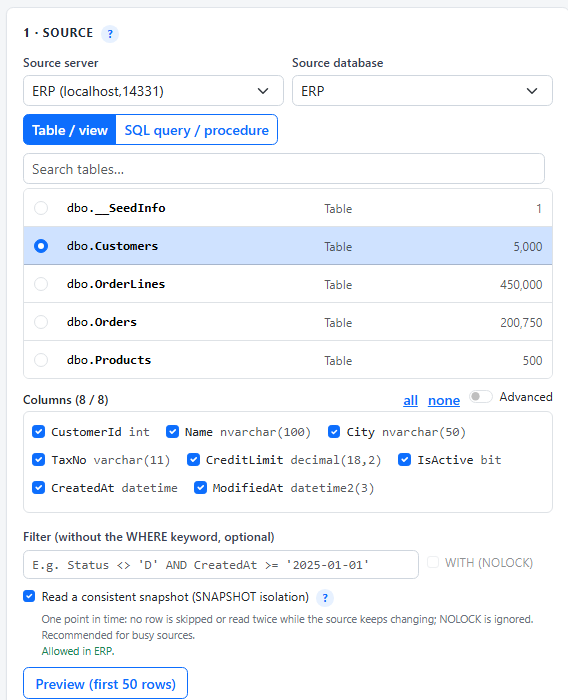 1 · SOURCE ?
Source server Source database
ERP (localhost,14331) ERP
Table / view SQL query / procedure
Search tables...
dbo.__SeedInfo Table 1
dbo.Customers Table 5,000
dbo.OrderLines Table 450,000
dbo.Orders Table 200,750
dbo.Products Table 500
Columns (8 / 8) all none Advanced
CustomerId int Name nvarchar(100) City nvarchar(50)
TaxNo varchar(11) CreditLimit decimal(18,2) IsActive bit
CreatedAt datetime ModifiedAt datetime2(3)
Filter (without the WHERE keyword, optional)
E.g. Status <> 'D' AND CreatedAt >= '2025-01-01' WITH (NOLOCK)
Read a consistent snapshot (SNAPSHOT isolation) ?
One point in time: no row is skipped or read twice while the source keeps changing; NOLOCK is ignored.
Recommended for busy sources.
Allowed in ERP.
Preview (first 50 rows)